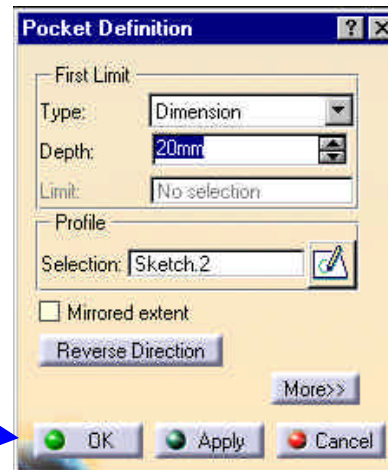 Pocket Definition ? X
First Limit
Type: Dimension
Depth: 20mm
Limit: No selection
Profile
Selection: Sketch.2
Mirrored extent
Reverse Direction
More>>
OK Apply Cancel